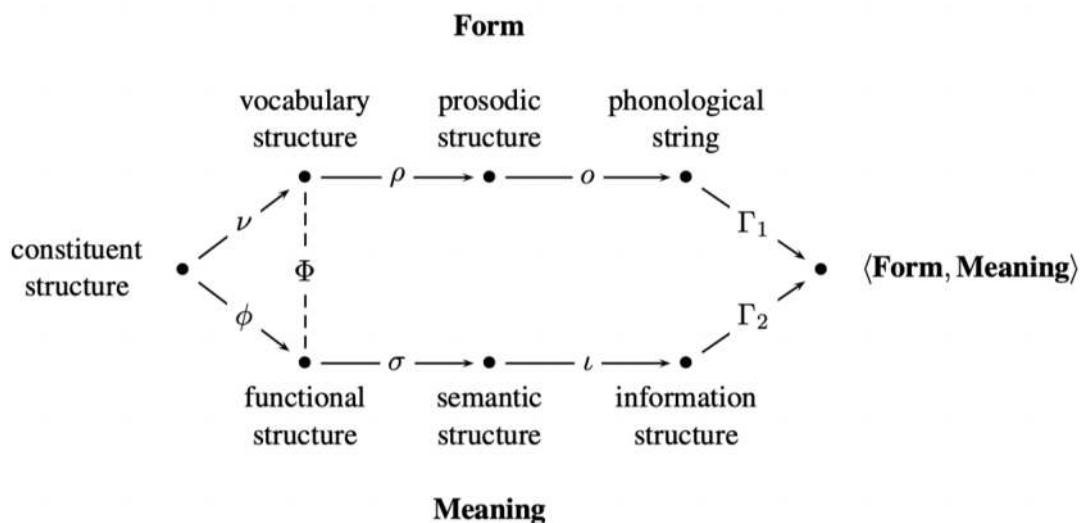 Form
vocabulary prosodic phonological
structure structure string
ρ o
ν Γ₁
constituent
structure
Φ ⟨Form, Meaning⟩
ϕ Γ₂
σ ι
functional semantic information
structure structure structure
Meaning